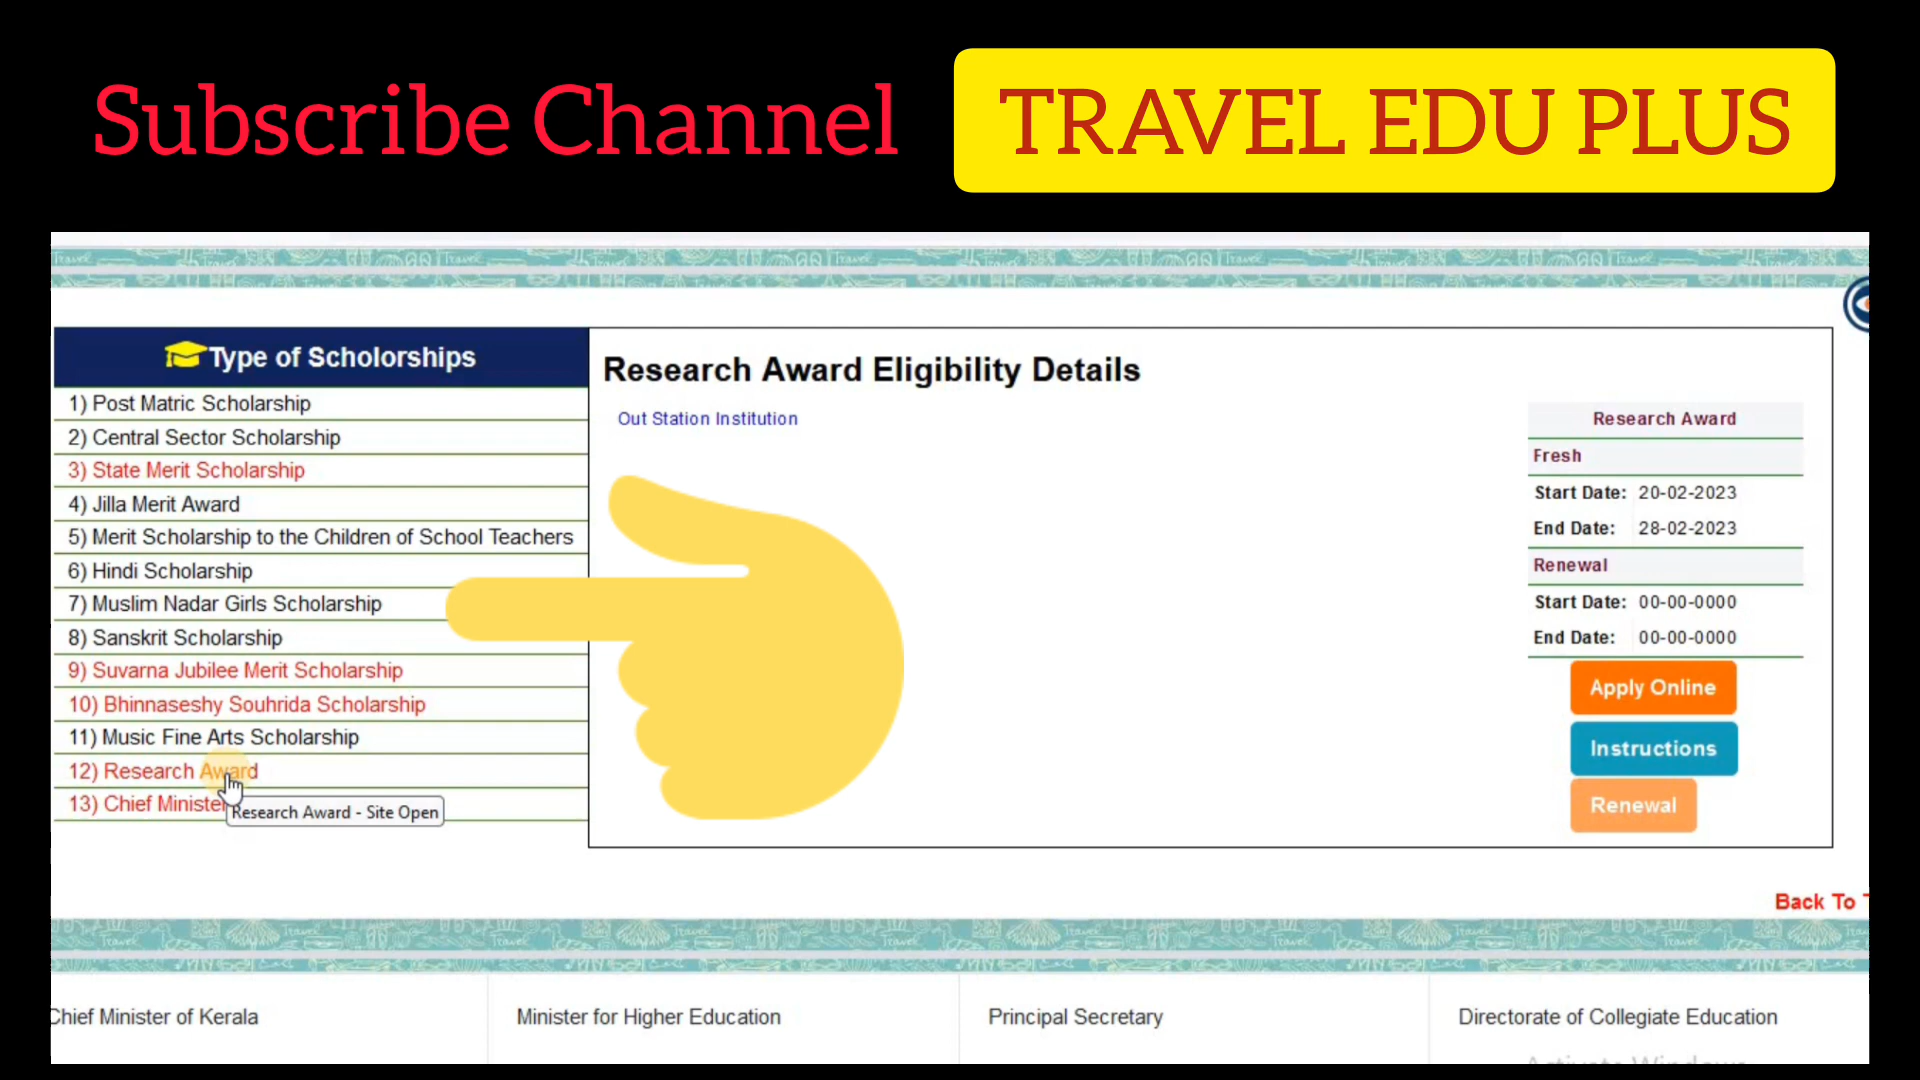 Subscribe Channel
TRAVEL EDU PLUS
Type of Scholorships
1) Post Matric Scholarship
2) Central Sector Scholarship
3) State Merit Scholarship
4) Jilla Merit Award
5) Merit Scholarship to the Children of School Teachers
6) Hindi Scholarship
7) Muslim Nadar Girls Scholarship
8) Sanskrit Scholarship
9) Suvarna Jubilee Merit Scholarship
10) Bhinnaseshy Souhrida Scholarship
11) Music Fine Arts Scholarship
12) Research Award
13) Chief Minister
Research Award - Site Open
Research Award Eligibility Details
Out Station Institution
Research Award
Fresh
Start Date: 20-02-2023
End Date: 28-02-2023
Renewal
Start Date: 00-00-0000
End Date: 00-00-0000
Apply Online
Instructions
Renewal
Back To
Chief Minister of Kerala
Minister for Higher Education
Principal Secretary
Directorate of Collegiate Education